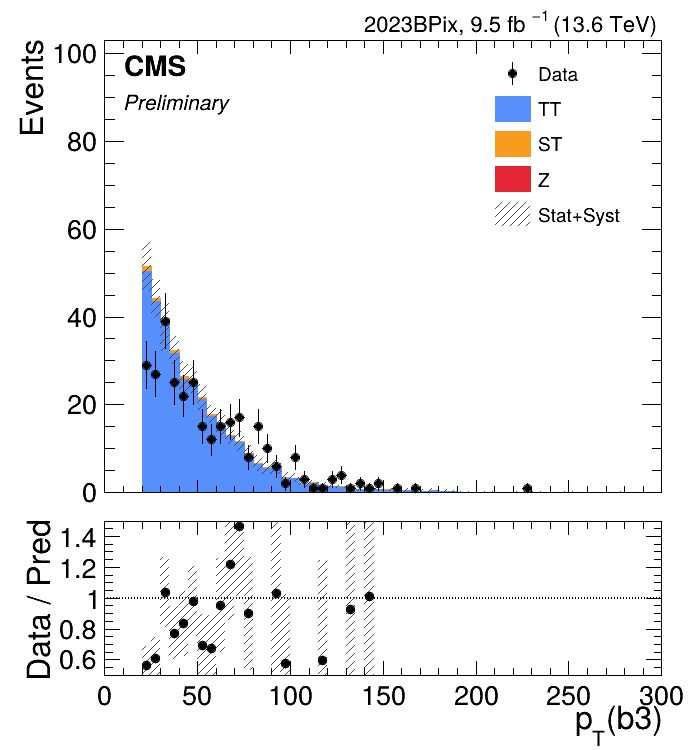 2023BPix, 9.5 fb⁻¹ (13.6 TeV)
CMS
Preliminary
Data
TT
ST
Z
Stat+Syst
Events
100
80
60
40
20
0
Data / Pred
1.4
1.2
1
0.8
0.6
0 50 100 150 200 250 300
p_T(b3)